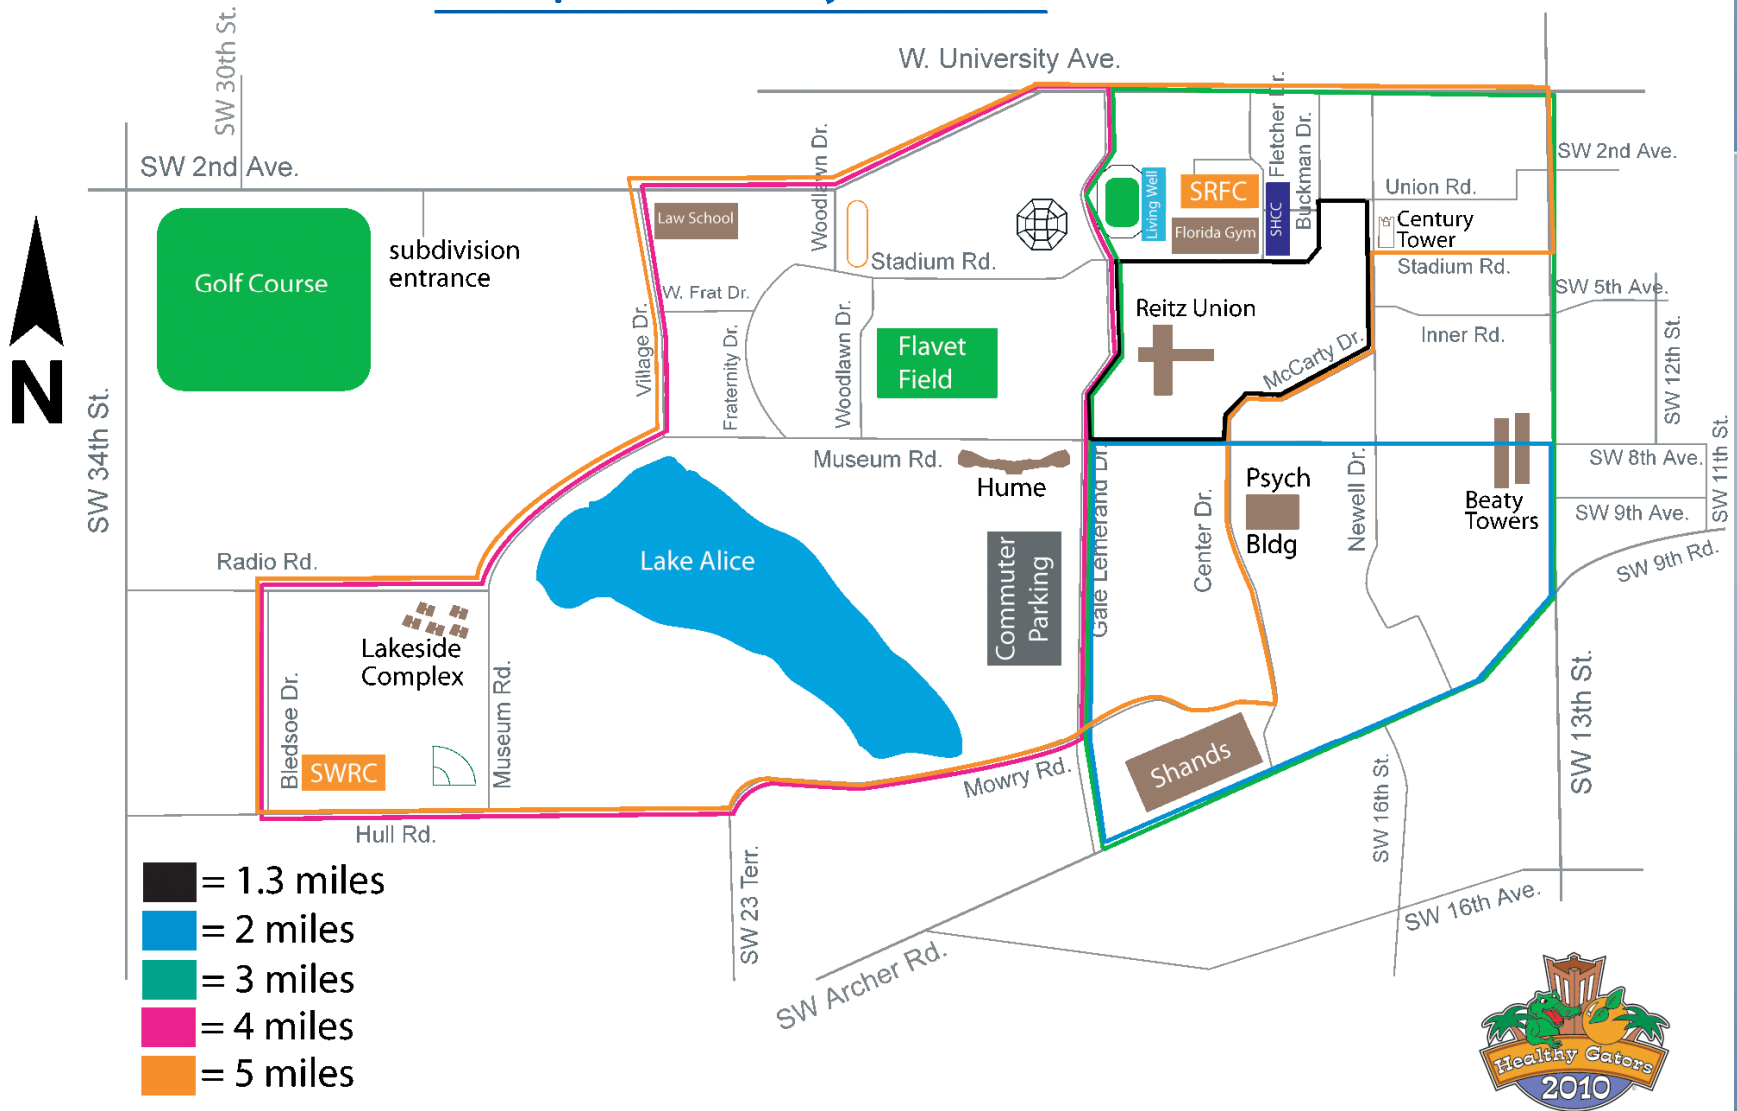 W. University Ave.
SW 30th St.
SW 2nd Ave.
Woodlawn Dr.
Fletcher Dr.
Buckman Dr.
SW 2nd Ave.
Union Rd.
Law School
Living Well
SRFC
SHCC
Florida Gym
Century
Tower
Golf Course
subdivision
entrance
Stadium Rd.
Stadium Rd.
W. Frat Dr.
SW 5th Ave.
Reitz Union
Inner Rd.
N
Village Dr.
Fraternity Dr.
Woodlawn Dr.
Flavet
Field
McCarty Dr.
SW 12th St.
SW 34th St.
Museum Rd.
Hume
Gale Lemerand Dr.
Center Dr.
Psych
Bldg
Newell Dr.
Beaty
Towers
SW 8th Ave.
SW 9th Ave.
SW 11th St.
SW 9th Rd.
Radio Rd.
Lake Alice
Commuter
Parking
Lakeside
Complex
Bledsoe Dr.
Museum Rd.
SWRC
Mowry Rd.
Shands
SW 13th St.
SW 16th St.
Hull Rd.
SW 23 Terr.
SW Archer Rd.
SW 16th Ave.
= 1.3 miles
= 2 miles
= 3 miles
= 4 miles
= 5 miles
Healthy Gators
2010